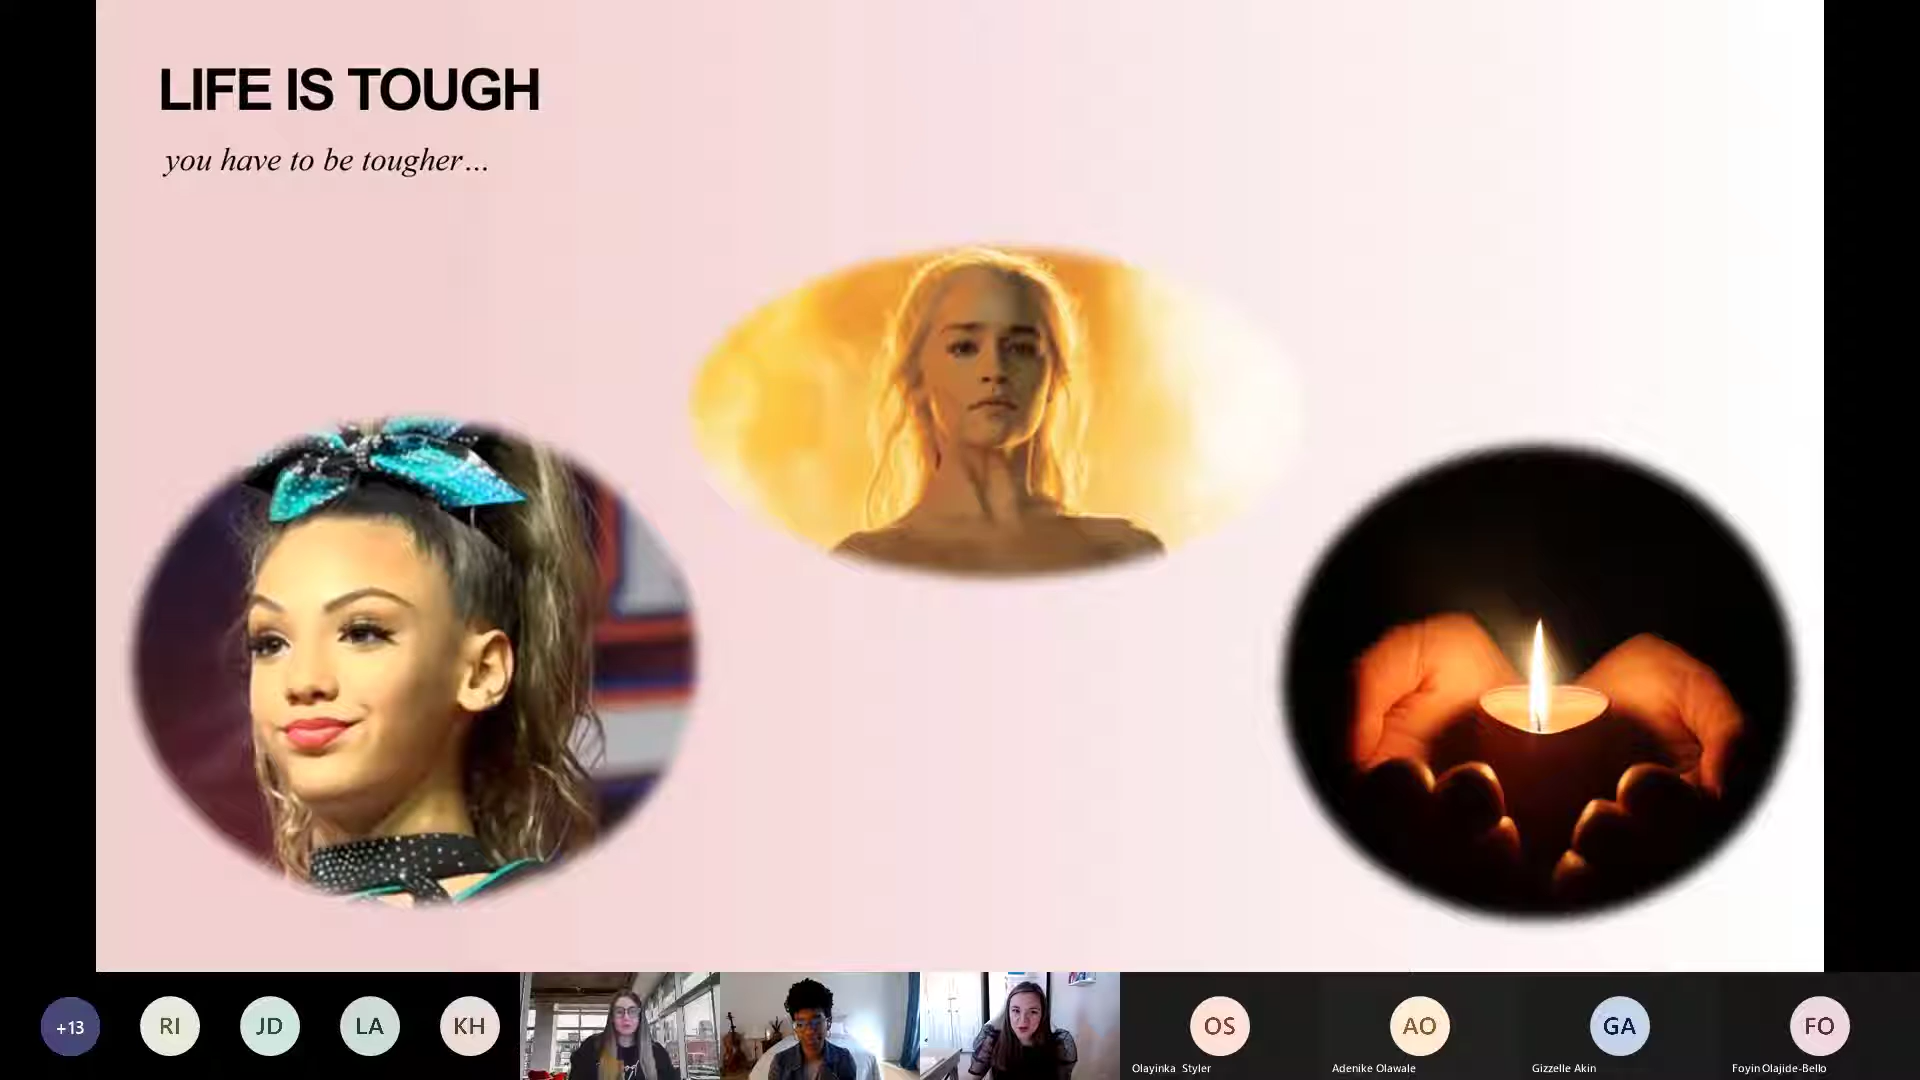 LIFE IS TOUGH
you have to be tougher...
+13
RI
JD
LA
KH
OS
AO
GA
FO
Olayinka Styler
Adenike Olawale
Gizzelle Akin
Foyin Olajide-Bello